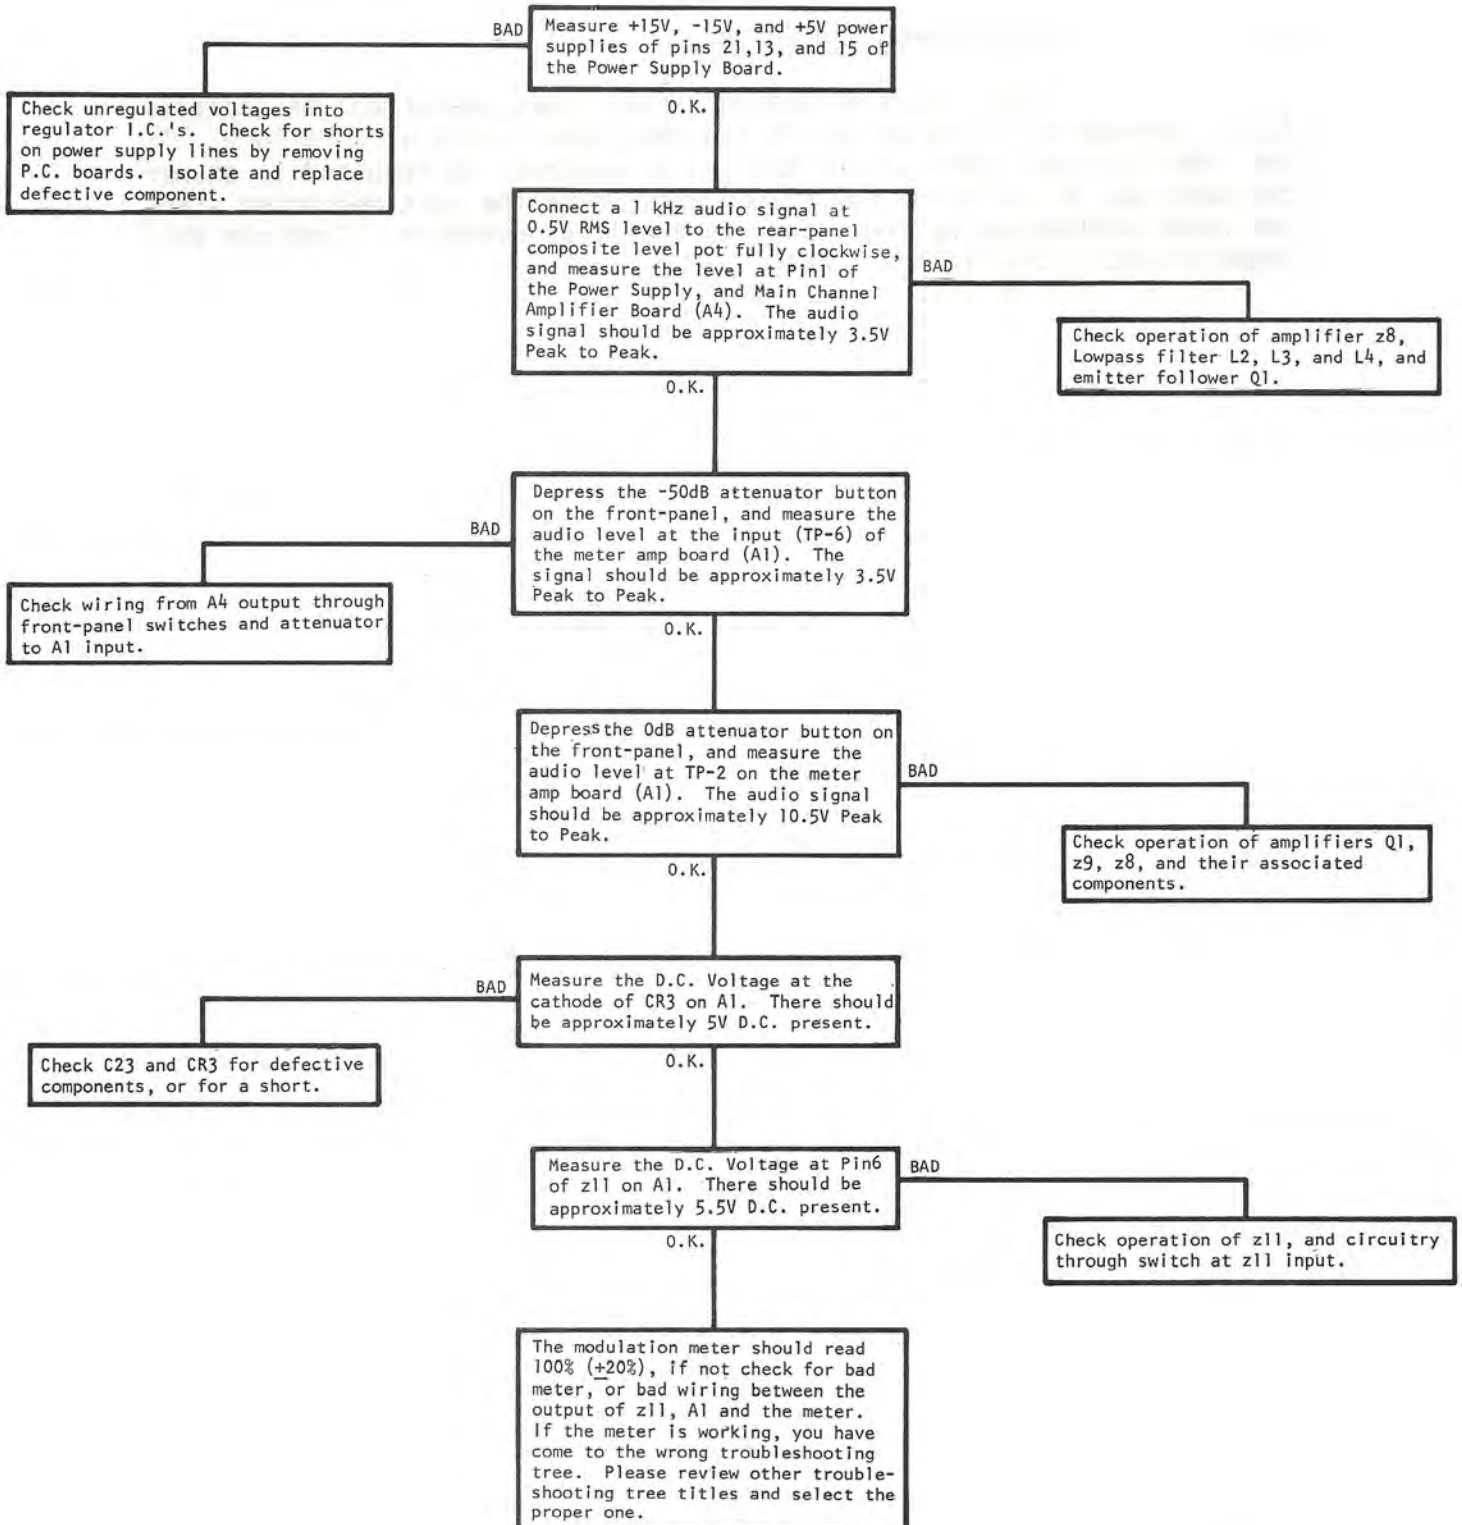 BAD
Measure +15V, -15V, and +5V power
supplies of pins 21,13, and 15 of
the Power Supply Board.
O.K.
Check unregulated voltages into
regulator I.C.'s. Check for shorts
on power supply lines by removing
P.C. boards. Isolate and replace
defective component.
Connect a 1 kHz audio signal at
0.5V RMS level to the rear-panel
composite level pot fully clockwise,
and measure the level at Pin1 of
the Power Supply, and Main Channel
Amplifier Board (A4). The audio
signal should be approximately 3.5V
Peak to Peak.
BAD
O.K.
Check operation of amplifier z8,
Lowpass filter L2, L3, and L4, and
emitter follower Q1.
Depress the -50dB attenuator button
on the front-panel, and measure the
audio level at the input (TP-6) of
the meter amp board (A1). The
signal should be approximately 3.5V
Peak to Peak.
BAD
O.K.
Check wiring from A4 output through
front-panel switches and attenuator
to A1 input.
Depress the 0dB attenuator button on
the front-panel, and measure the
audio level at TP-2 on the meter
amp board (A1). The audio signal
should be approximately 10.5V Peak
to Peak.
BAD
O.K.
Check operation of amplifiers Q1,
z9, z8, and their associated
components.
BAD
Measure the D.C. Voltage at the
cathode of CR3 on A1. There should
be approximately 5V D.C. present.
O.K.
Check C23 and CR3 for defective
components, or for a short.
Measure the D.C. Voltage at Pin6
of z11 on A1. There should be
approximately 5.5V D.C. present.
BAD
O.K.
Check operation of z11, and circuitry
through switch at z11 input.
The modulation meter should read
100% (±20%), if not check for bad
meter, or bad wiring between the
output of z11, A1 and the meter.
If the meter is working, you have
come to the wrong troubleshooting
tree. Please review other trouble-
shooting tree titles and select the
proper one.